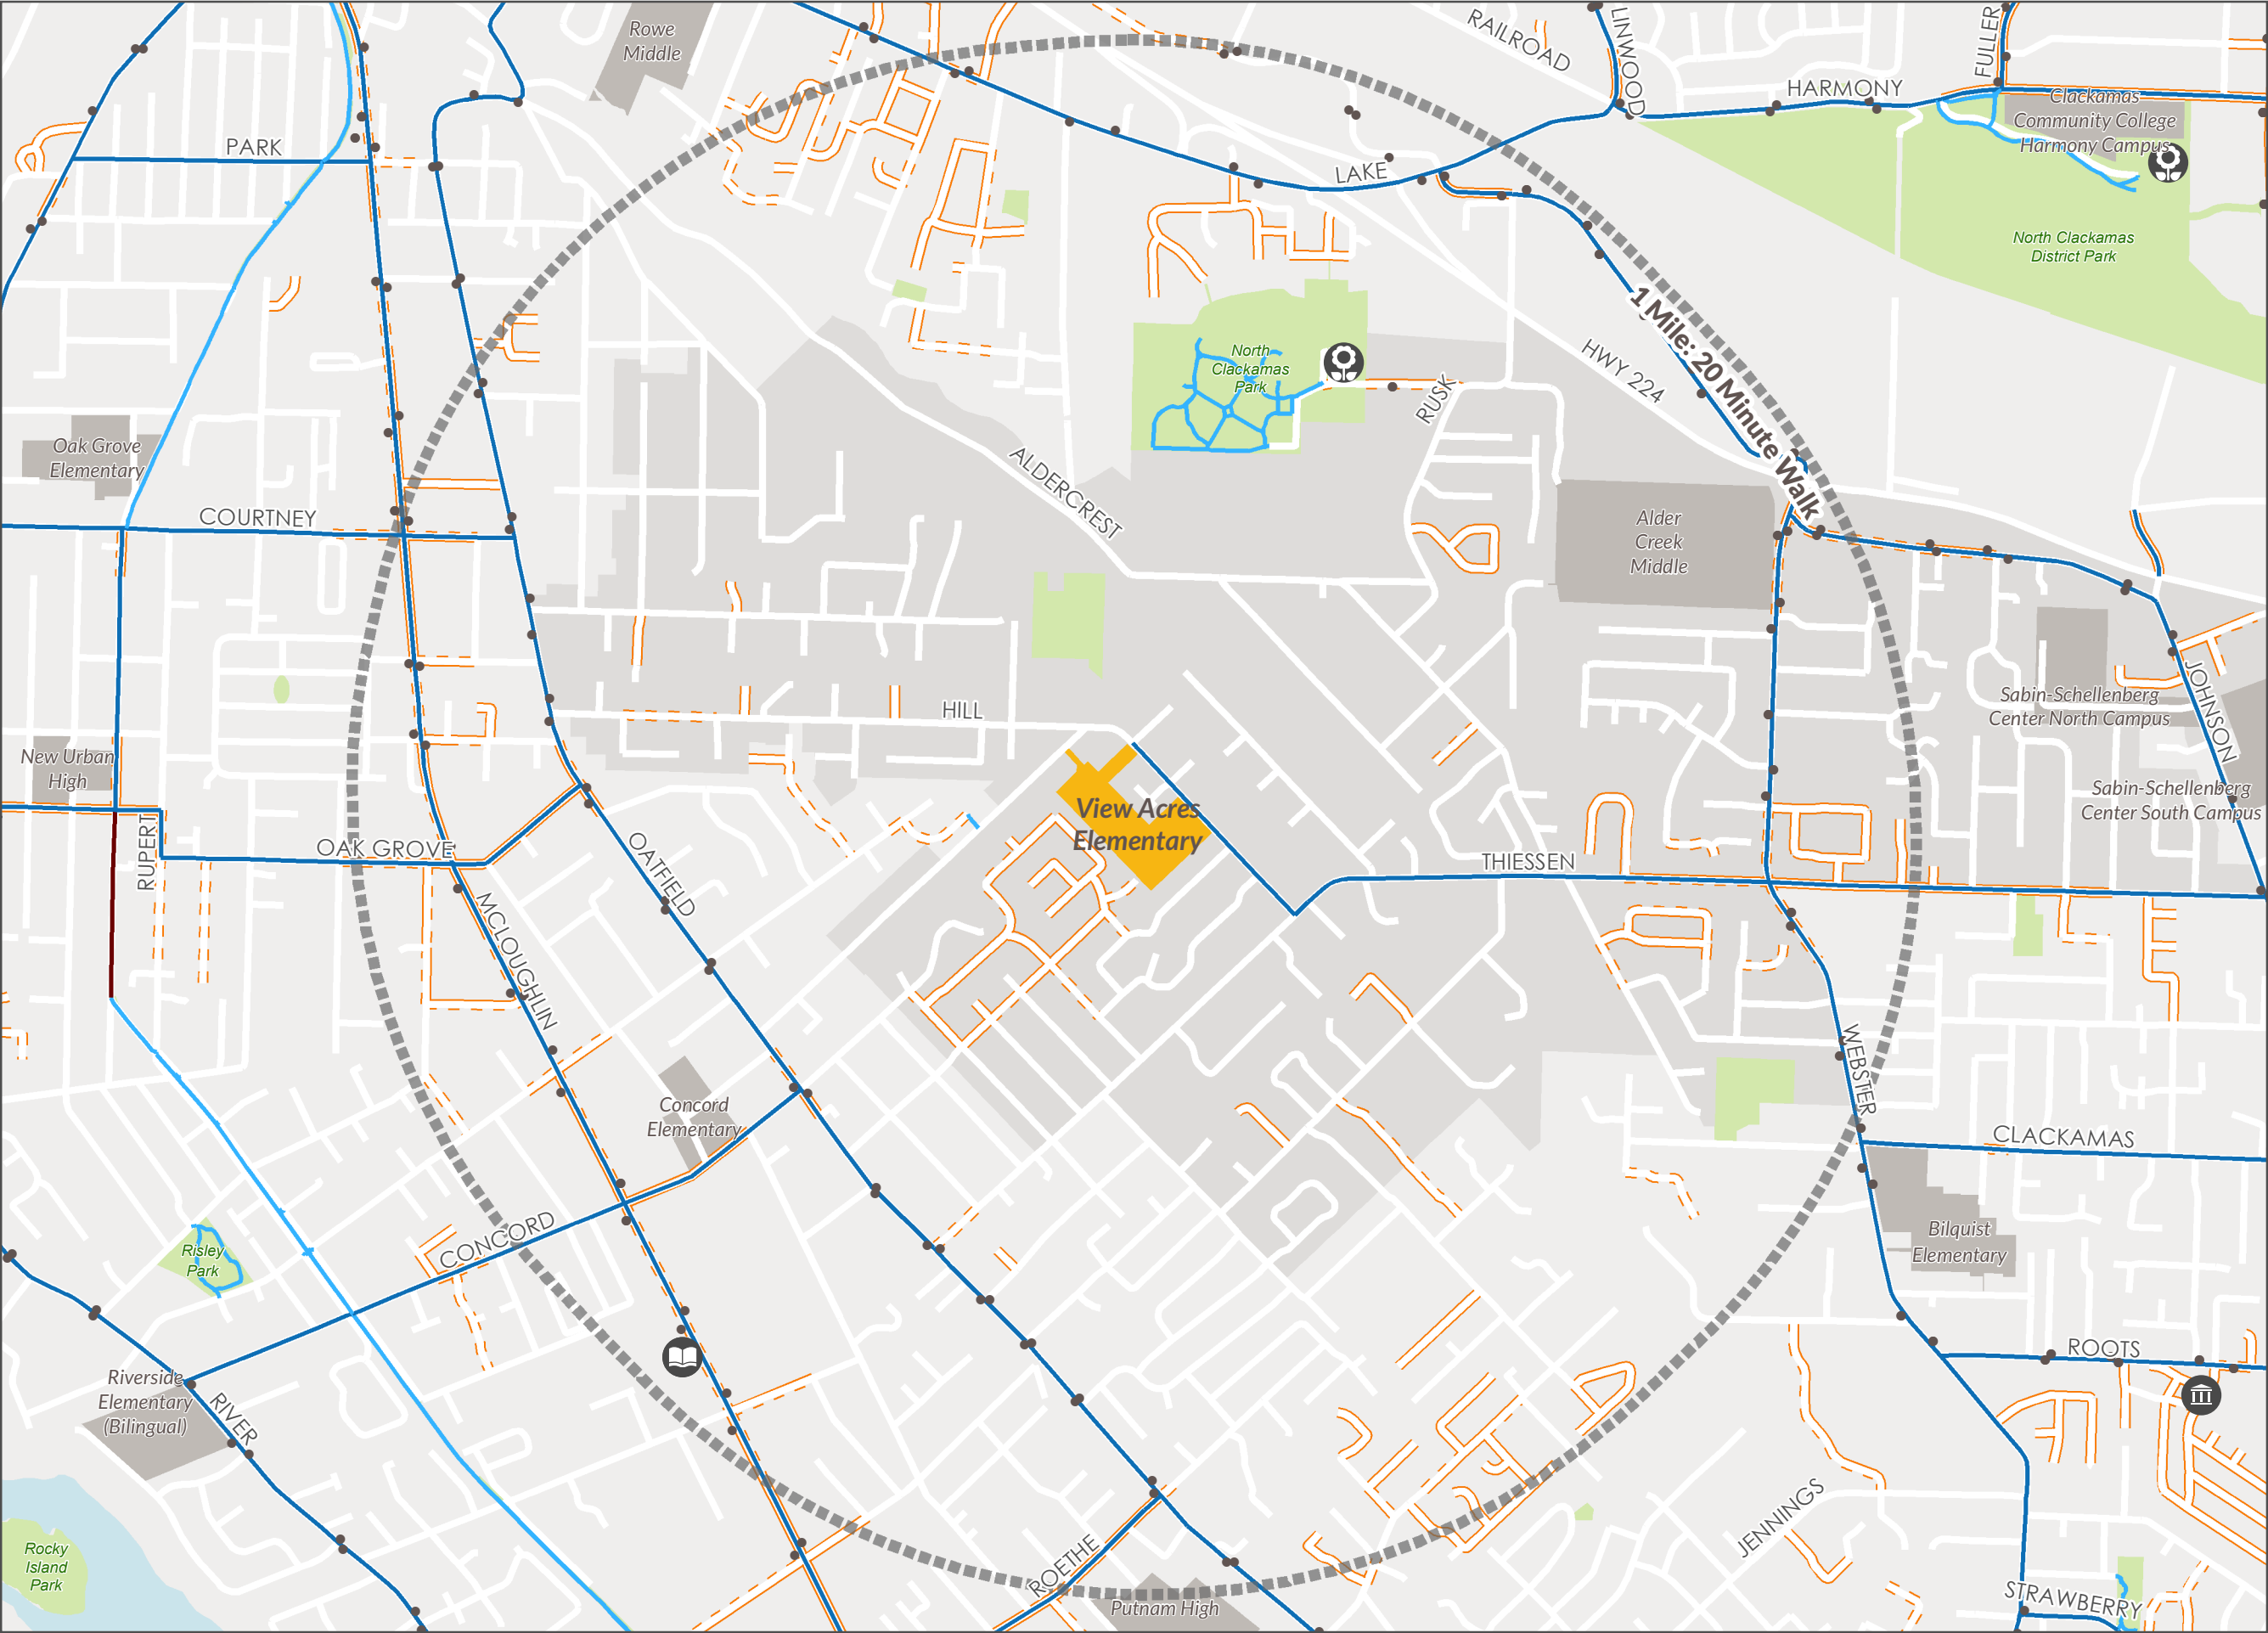 Rowe
Middle
RAILROAD
LINWOOD
FULLER
HARMONY
Clackamas
Community College
Harmony Campus
PARK
LAKE
North Clackamas
District Park
1 Mile: 20 Minute Walk
HWY 224
North
Clackamas
Park
RUSK
Oak Grove
Elementary
ALDERCREST
COURTNEY
Alder
Creek
Middle
HILL
Sabin-Schellenberg
Center North Campus
JOHNSON
New Urban
High
View Acres
Elementary
Sabin-Schellenberg
Center South Campus
RUPERT
OAK GROVE
OATFIELD
THIESSEN
MCLOUGHLIN
WEBSTER
Concord
Elementary
CLACKAMAS
CONCORD
Bilquist
Elementary
Risley
Park
ROOTS
Riverside
Elementary
(Bilingual)
RIVER
JENNINGS
Rocky
Island
Park
ROETHE
Putnam High
STRAWBERRY